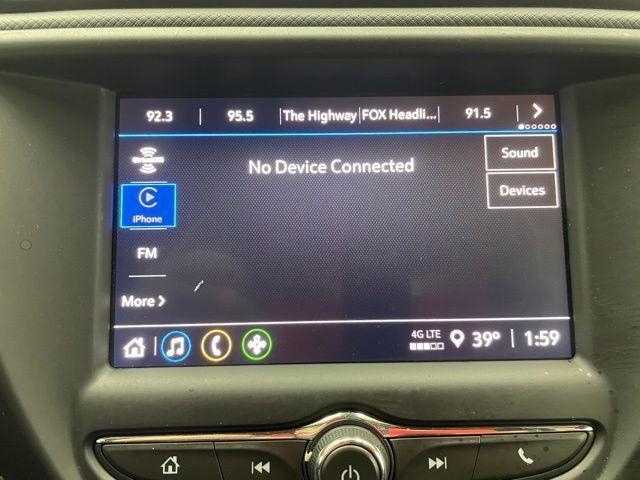 92.3 95.5 The Highway FOX Headli... 91.5
No Device Connected
Sound
Devices
iPhone
FM
More
4G LTE 39° 1:59